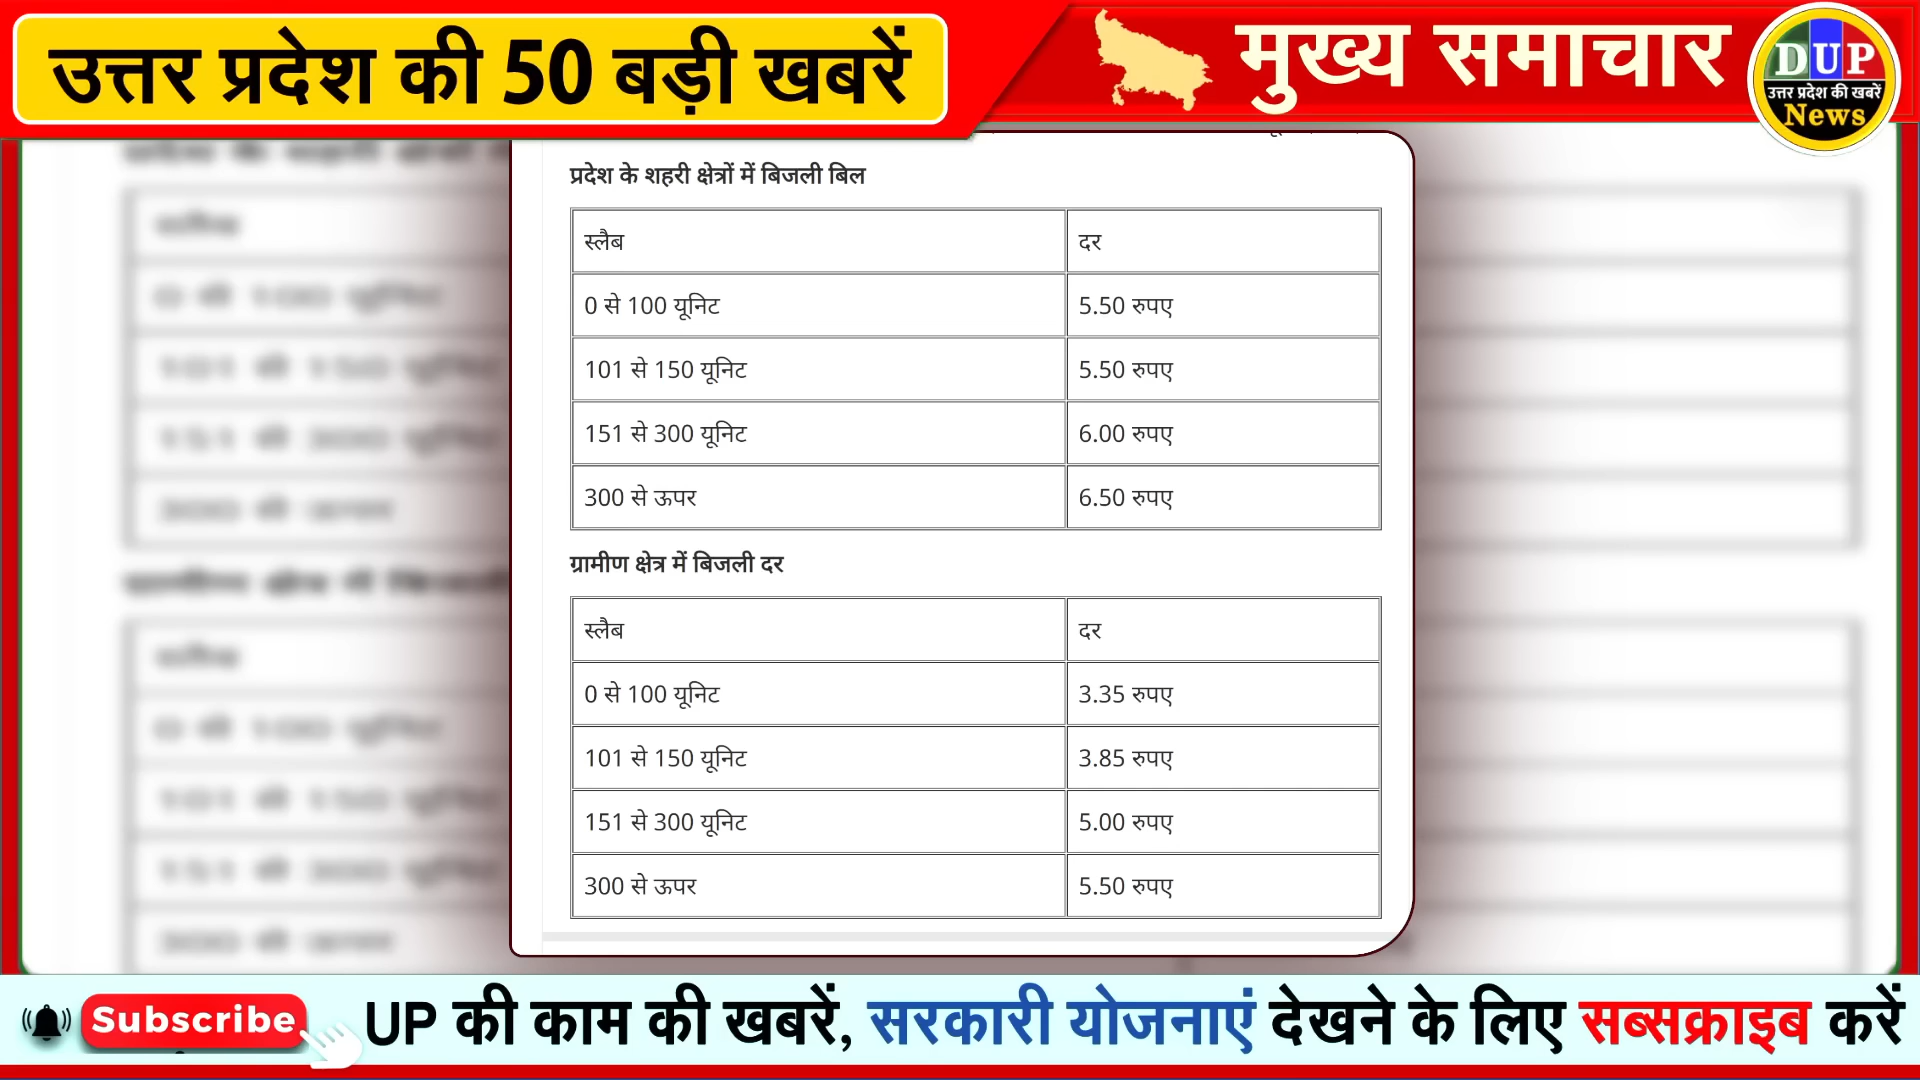 उत्तर प्रदेश की 50 बड़ी खबरें
मुख्य समाचार
DUP
उत्तर प्रदेश की खबरें
News
प्रदेश के शहरी क्षेत्रों में बिजली बिल
स्लैब दर
0 से 100 यूनिट 5.50 रुपए
101 से 150 यूनिट 5.50 रुपए
151 से 300 यूनिट 6.00 रुपए
300 से ऊपर 6.50 रुपए
ग्रामीण क्षेत्र में बिजली दर
स्लैब दर
0 से 100 यूनिट 3.35 रुपए
101 से 150 यूनिट 3.85 रुपए
151 से 300 यूनिट 5.00 रुपए
300 से ऊपर 5.50 रुपए
Subscribe
UP की काम की खबरें, सरकारी योजनाएं देखने के लिए सब्सक्राइब करें